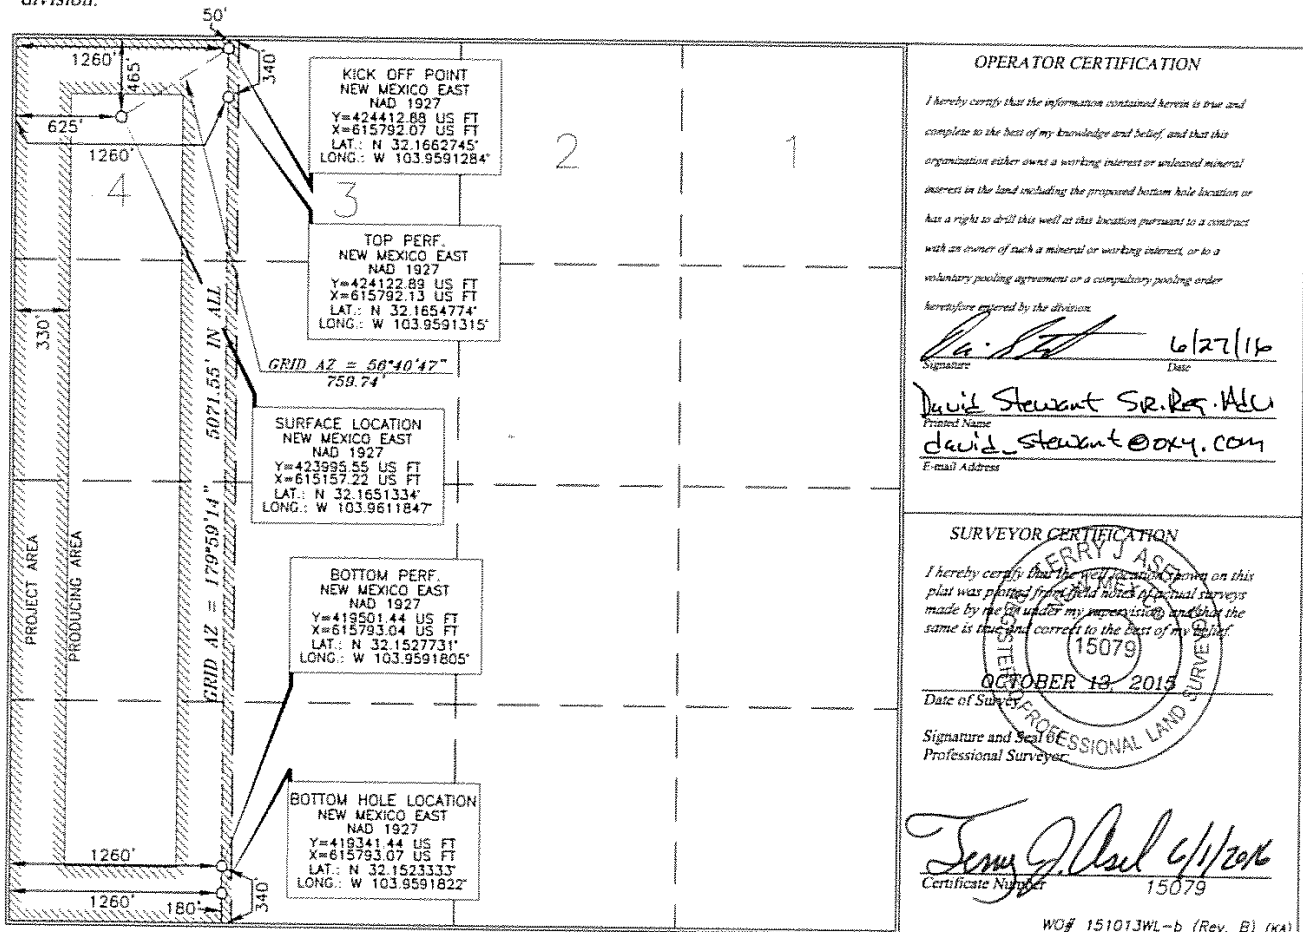 division.
50'
1260'
465'
340'
625'
1260'
4
3
2
1
KICK OFF POINT
NEW MEXICO EAST
NAD 1927
Y=424412.88 US FT
X=615792.07 US FT
LAT.: N 32.1662745°
LONG.: W 103.9591284°
TOP PERF.
NEW MEXICO EAST
NAD 1927
Y=424122.89 US FT
X=615792.13 US FT
LAT.: N 32.1654774°
LONG.: W 103.9591315°
330'
GRID AZ = 56°40'47"
759.74'
GRID AZ = 179°59'14" 5071.55' IN ALL
SURFACE LOCATION
NEW MEXICO EAST
NAD 1927
Y=423995.55 US FT
X=615157.22 US FT
LAT.: N 32.1651334°
LONG.: W 103.9611847°
PROJECT AREA
PRODUCING AREA
BOTTOM PERF.
NEW MEXICO EAST
NAD 1927
Y=419501.44 US FT
X=615793.04 US FT
LAT.: N 32.1527731°
LONG.: W 103.9591805°
BOTTOM HOLE LOCATION
NEW MEXICO EAST
NAD 1927
Y=419341.44 US FT
X=615793.07 US FT
LAT.: N 32.1523333°
LONG.: W 103.9591822°
1260'
1260'
180'
340'
OPERATOR CERTIFICATION
I hereby certify that the information contained herein is true and
complete to the best of my knowledge and belief, and that this
organization either owns a working interest or unleased mineral
interest in the land including the proposed bottom hole location or
has a right to drill this well at this location pursuant to a contract
with an owner of such a mineral or working interest, or to a
voluntary pooling agreement or a compulsory pooling order
heretofore entered by the division.
6/27/16
Signature Date
David Stewart Sr. Reg. Adv
Printed Name
david_stewart@oxy.com
E-mail Address
SURVEYOR CERTIFICATION
I hereby certify that the well location shown on this
plat was plotted from field notes of actual surveys
made by me or under my supervision, and that the
same is true and correct to the best of my belief.
TERRY J. ASEL
NEW MEXICO
15079
REGISTERED PROFESSIONAL LAND SURVEYOR
OCTOBER 13, 2015
Date of Survey
Signature and Seal of
Professional Surveyor
Terry J. Asel 6/1/2016
Certificate Number 15079
WO# 151013WL-b (Rev. B) (KA)